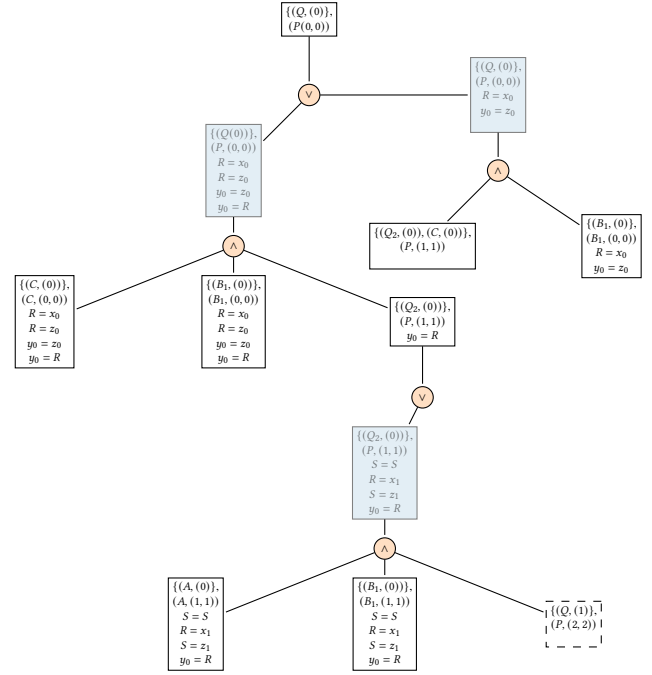 {(Q, (0)},
(P(0,0))
∨
{(Q, (0)},
(P, (0,0))
R = x₀
y₀ = z₀
{(Q(0))},
(P, (0,0))
R = x₀
R = z₀
y₀ = z₀
y₀ = R
∧
{(Q₂, (0)), (C, (0))},
(P, (1,1))
{(B₁, (0)},
(B₁, (0,0))
R = x₀
y₀ = z₀
∧
{(C, (0))},
(C, (0,0))
R = x₀
R = z₀
y₀ = z₀
y₀ = R
{(B₁, (0))},
(B₁, (0,0))
R = x₀
R = z₀
y₀ = z₀
y₀ = R
{(Q₂, (0))},
(P, (1,1))
y₀ = R
∨
{(Q₂, (0))},
(P, (1,1))
S = S
R = x₁
S = z₁
y₀ = R
∧
{(A, (0)},
(A, (1,1))
S = S
R = x₁
S = z₁
y₀ = R
{(B₁, (0))},
(B₁, (1,1))
S = S
R = x₁
S = z₁
y₀ = R
{(Q, (1)},
(P, (2,2))